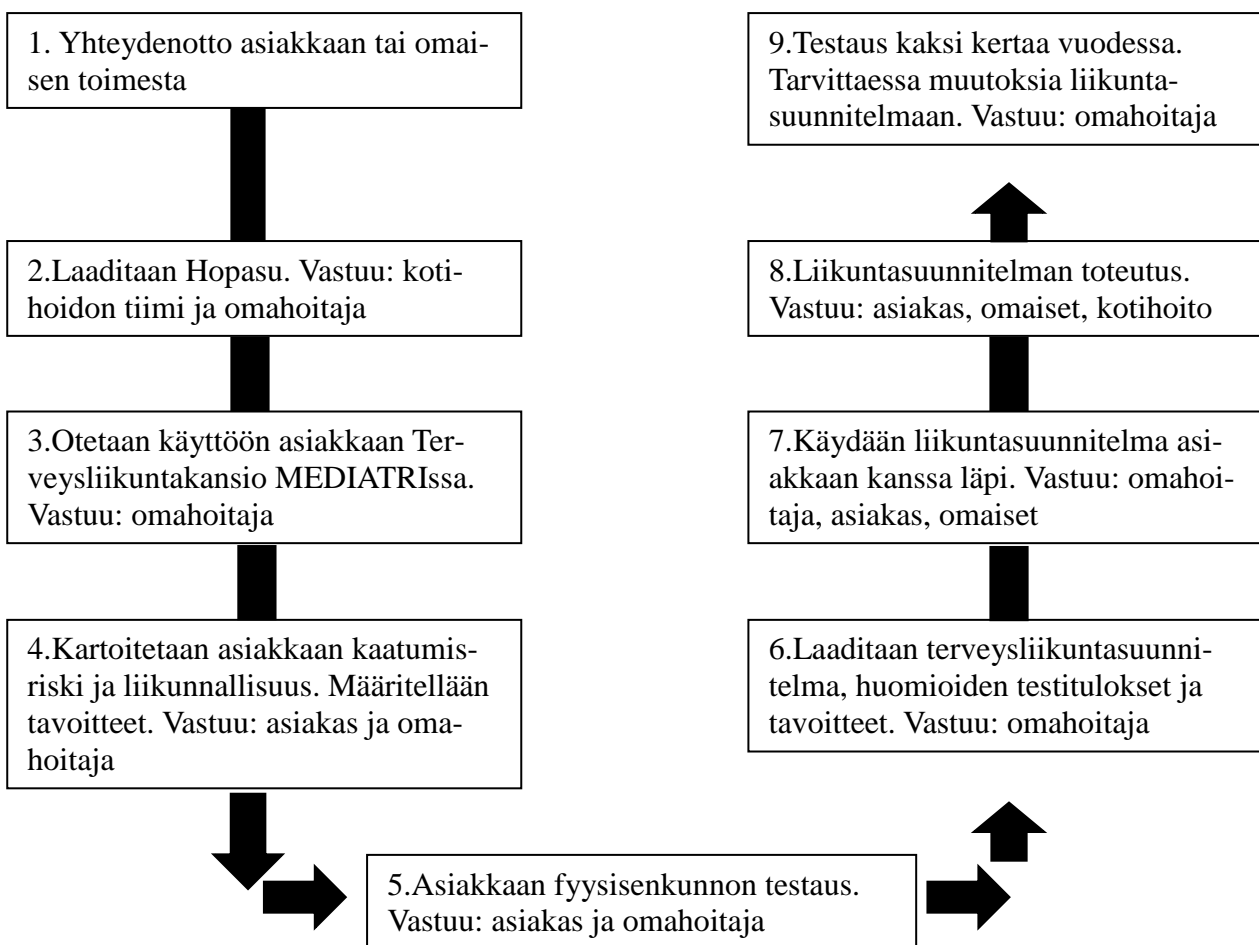 1. Yhteydenotto asiakkaan tai omai-
sen toimesta
2.Laaditaan Hopasu. Vastuu: koti-
hoidon tiimi ja omahoitaja
3.Otetaan käyttöön asiakkaan Ter-
veysliikuntakansio MEDIATRIssa.
Vastuu: omahoitaja
4.Kartoitetaan asiakkaan kaatumis-
riski ja liikunnallisuus. Määritellään
tavoitteet. Vastuu: asiakas ja oma-
hoitaja
5.Asiakkaan fyysisenkunnon testaus.
Vastuu: asiakas ja omahoitaja
6.Laaditaan terveysliikuntasuunni-
telma, huomioiden testitulokset ja
tavoitteet. Vastuu: omahoitaja
7.Käydään liikuntasuunnitelma asi-
akkaan kanssa läpi. Vastuu: omahoi-
taja, asiakas, omaiset
8.Liikuntasuunnitelman toteutus.
Vastuu: asiakas, omaiset, kotihoito
9.Testaus kaksi kertaa vuodessa.
Tarvittaessa muutoksia liikunta-
suunnitelmaan. Vastuu: omahoitaja